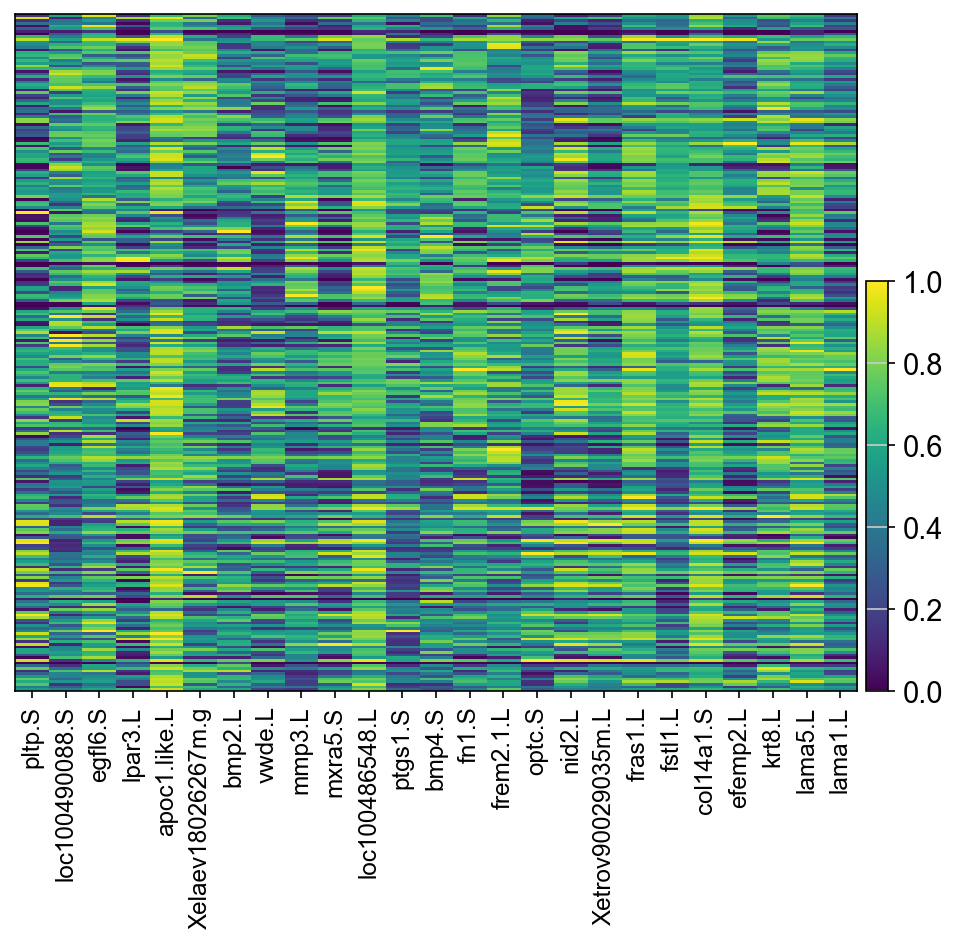 1.0
0.8
0.6
0.4
0.2
0.0
pltp.S
loc100490088.S
egfl6.S
lpar3.L
apoc1.like.L
Xelaev18026267m.g
bmp2.L
vwde.L
mmp3.L
mxra5.S
loc100486548.L
ptgs1.S
bmp4.S
fn1.S
frem2.1.L
optc.S
nid2.L
Xetrov90029035m.L
fras1.L
fstl1.L
col14a1.S
efemp2.L
krt8.L
lama5.L
lama1.L